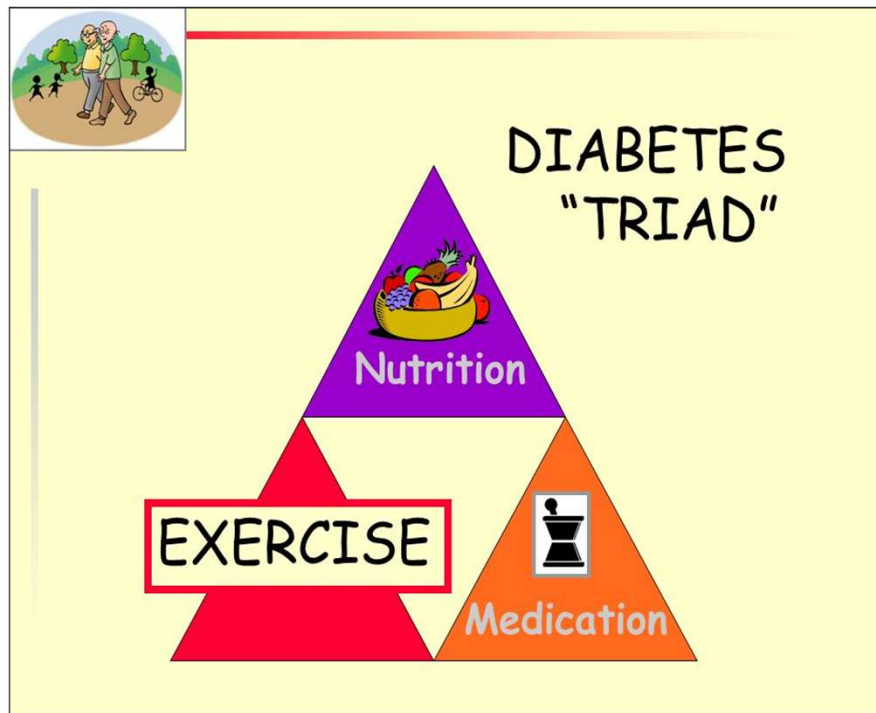 DIABETES
“TRIAD”
Nutrition
EXERCISE
Medication